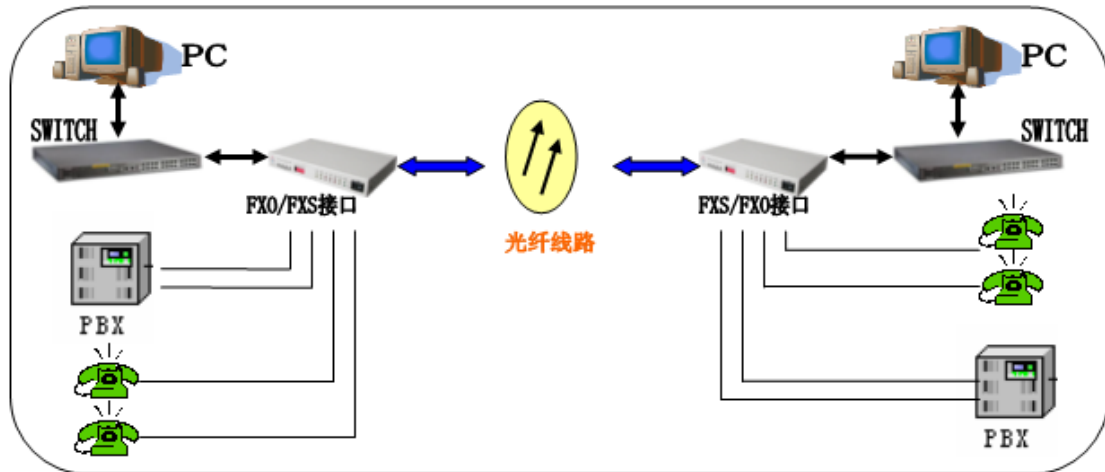 PC
PC
SWITCH
SWITCH
FXO/FXS接口
FXS/FXO接口
光纤线路
PBX
PBX